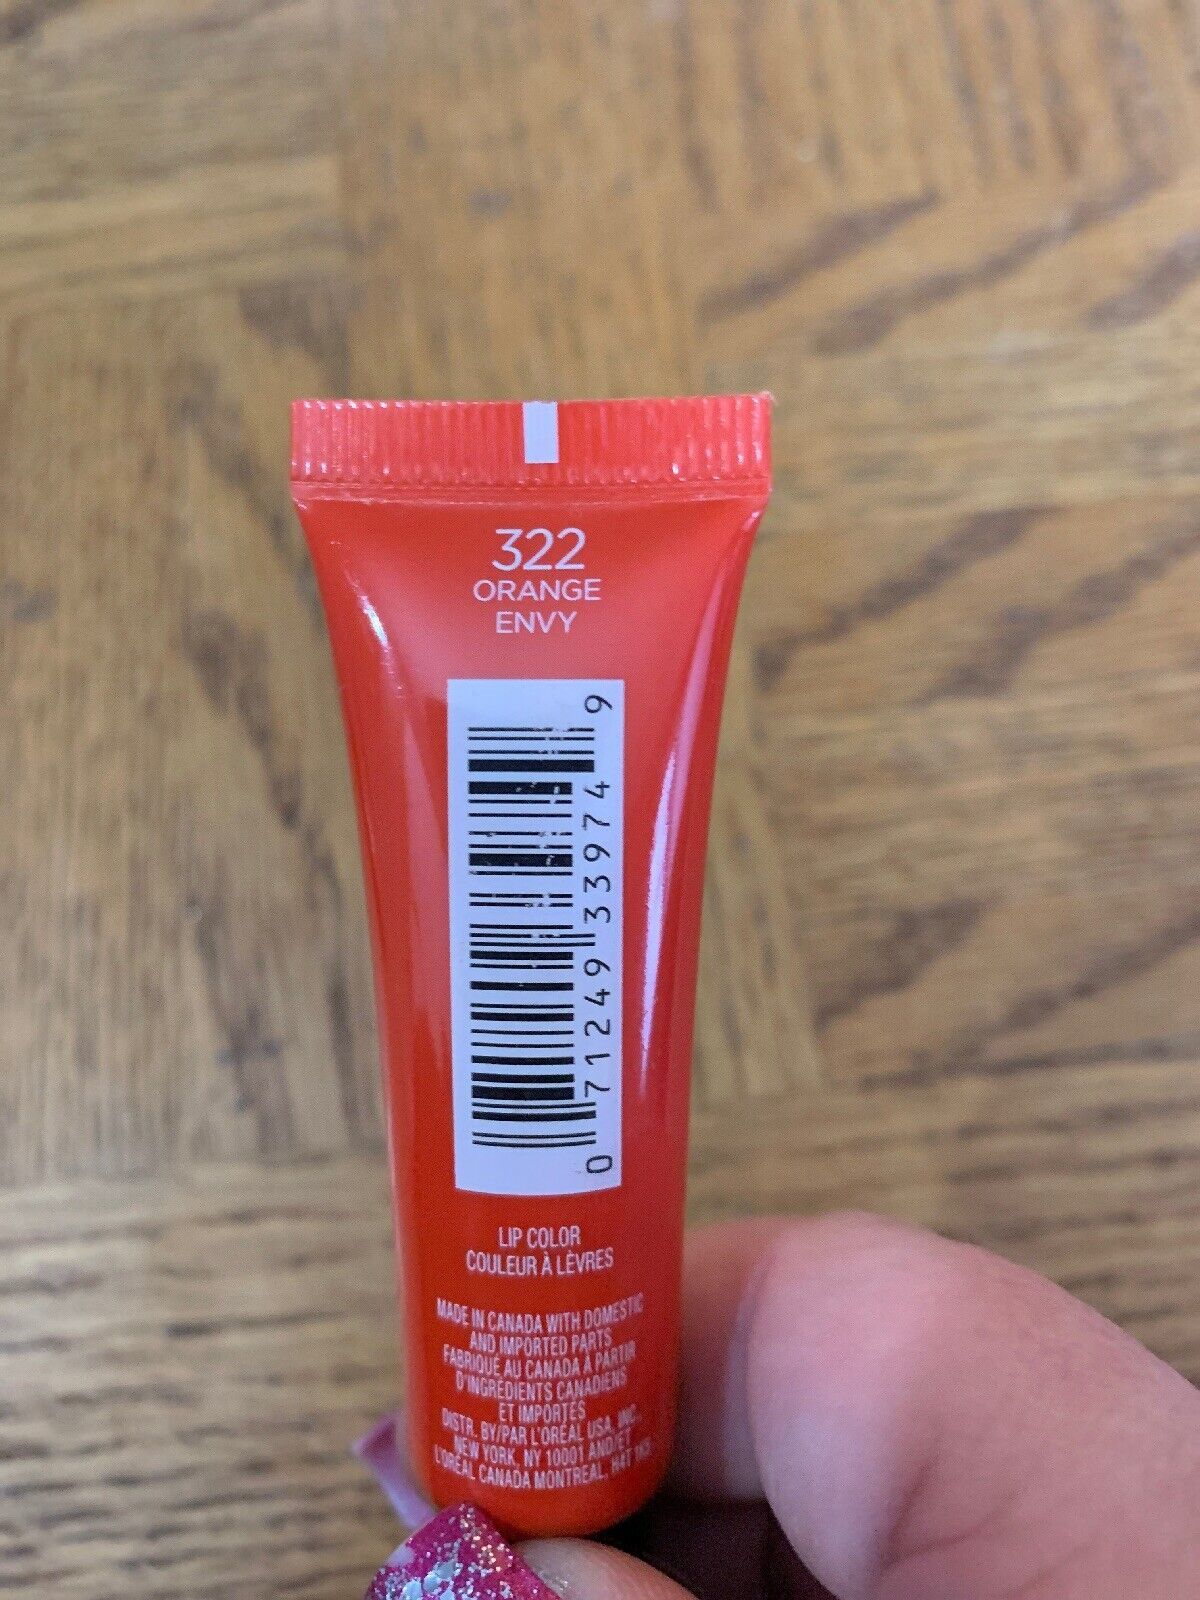 322
ORANGE
ENVY
0 71249 33974 9
LIP COLOR
COULEUR À LÈVRES
MADE IN CANADA WITH DOMESTIC
AND IMPORTED PARTS
FABRIQUÉ AU CANADA À PARTIR
D'INGRÉDIENTS CANADIENS
ET IMPORTÉS
DISTR. BY/PAR L'ORÉAL USA, INC.,
NEW YORK, NY 10001 AND/ET
L'ORÉAL CANADA MONTREAL, H4T 1K5